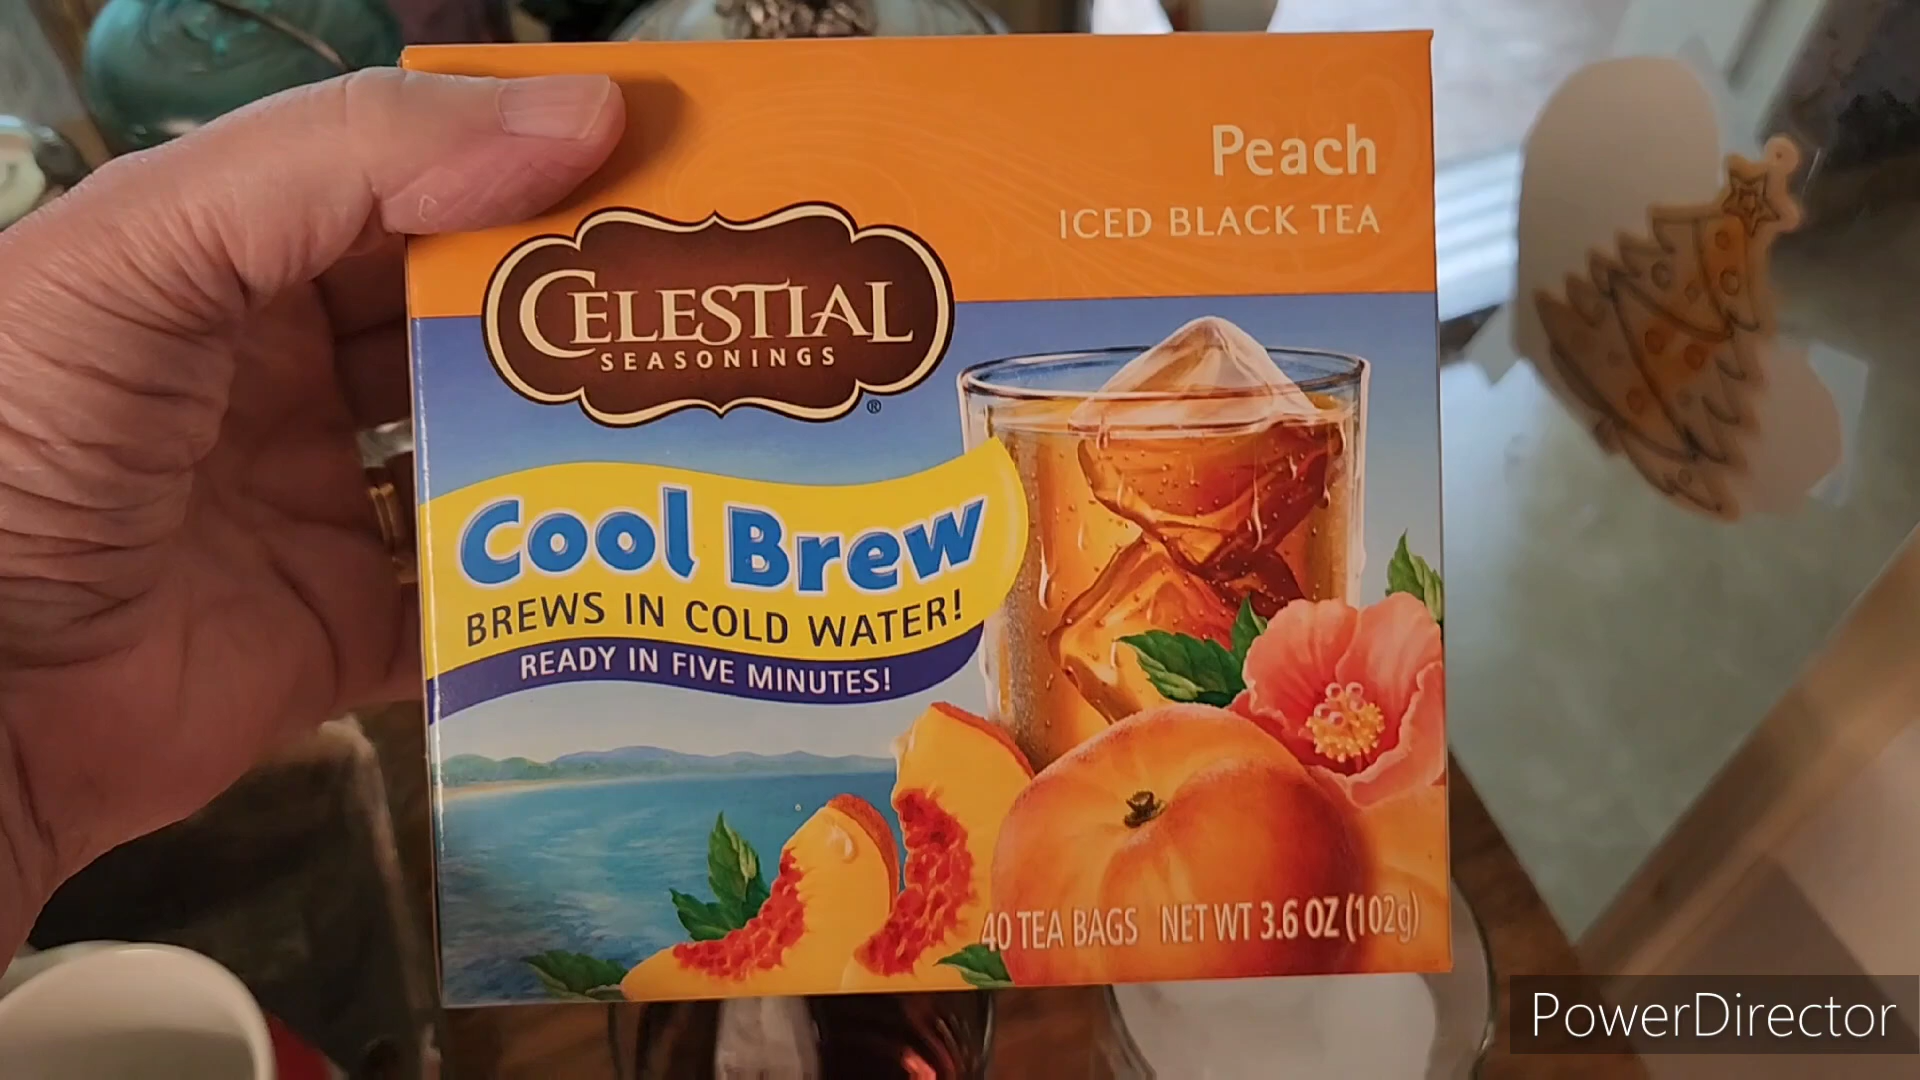 Peach
ICED BLACK TEA
CELESTIAL
SEASONINGS
®
Cool Brew
BREWS IN COLD WATER!
READY IN FIVE MINUTES!
40 TEA BAGS NET WT 3.6 OZ (102g)
PowerDirector